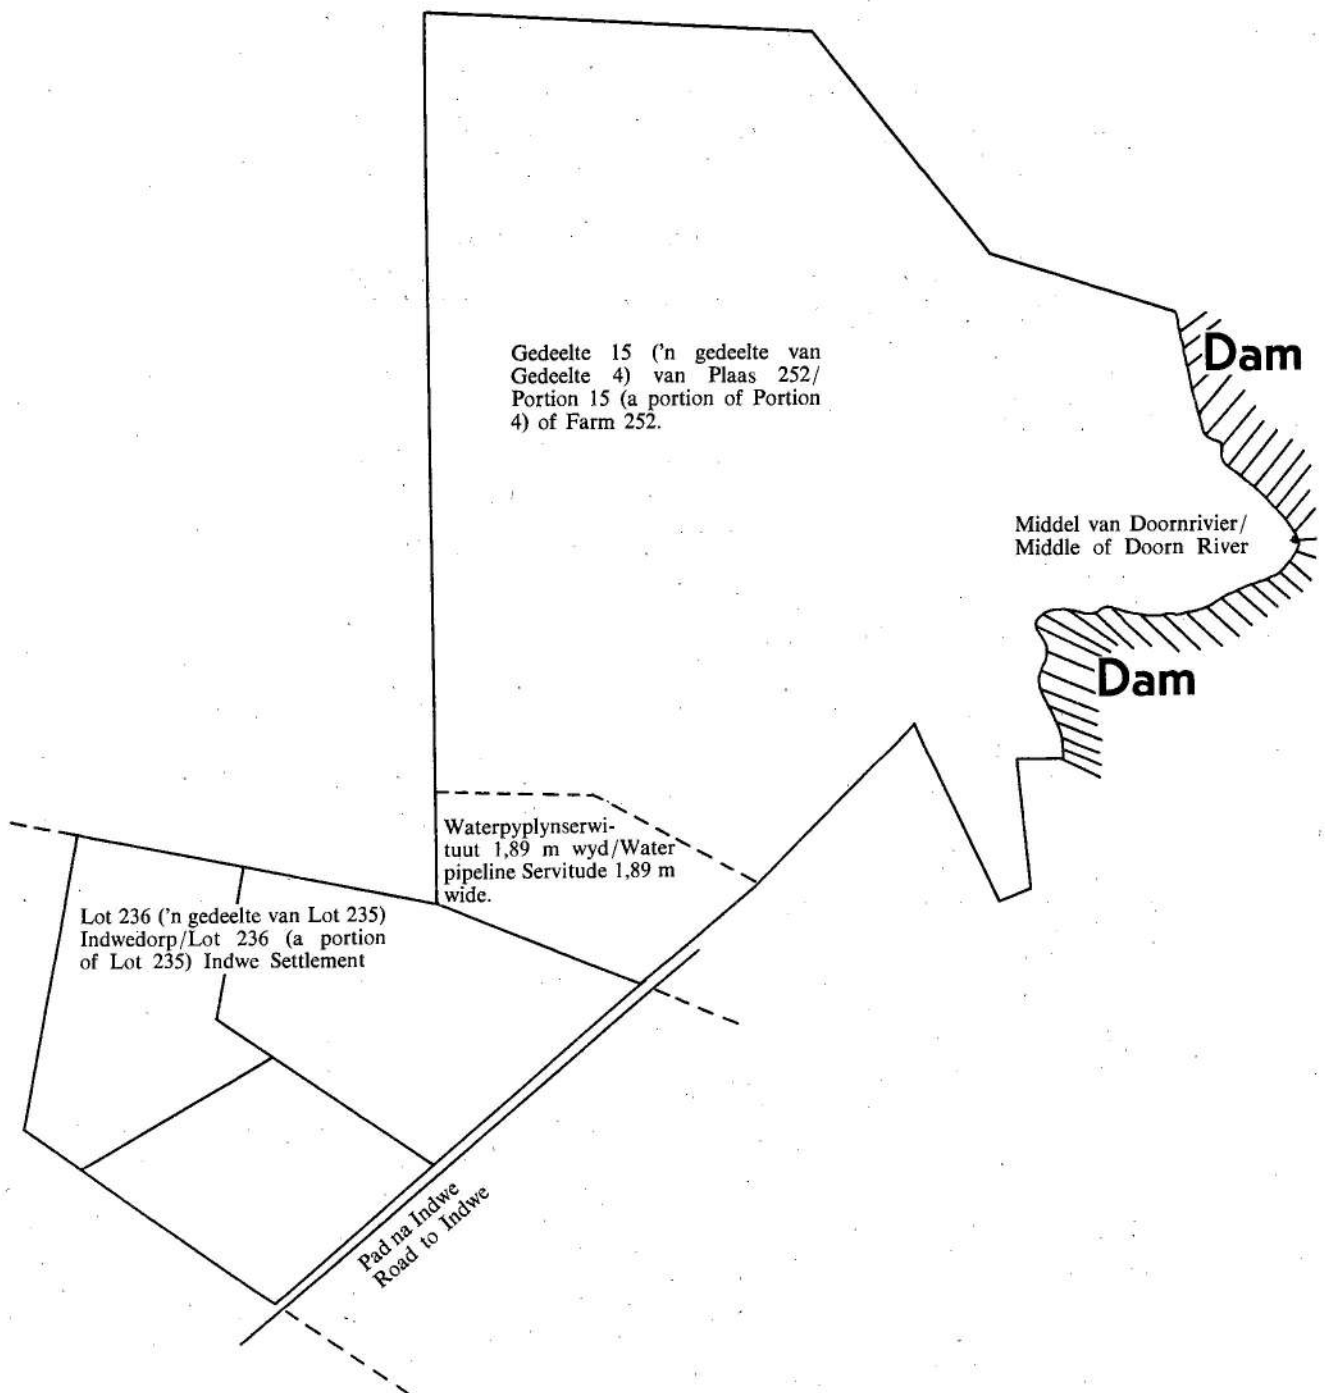 Dam
Gedeelte 15 ('n gedeelte van
Gedeelte 4) van Plaas 252/
Portion 15 (a portion of Portion
4) of Farm 252.
Middel van Doornrivier/
Middle of Doorn River
Dam
Waterpyplynserwi-
tuut 1,89 m wyd/Water
pipeline Servitude 1,89 m
wide.
Lot 236 ('n gedeelte van Lot 235)
Indwedorp/Lot 236 (a portion
of Lot 235) Indwe Settlement
Pad na Indwe
Road to Indwe